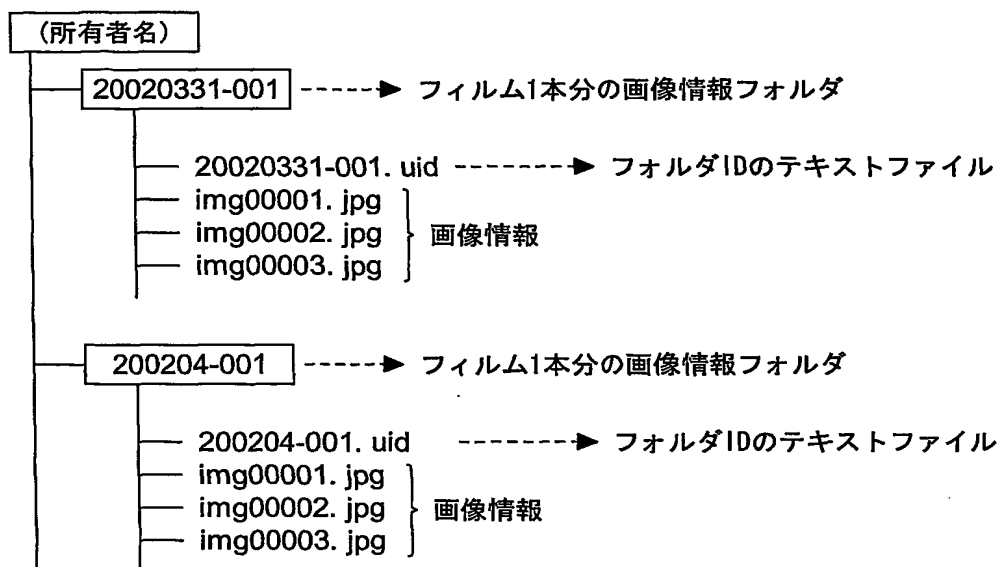 (所有者名)
20020331-001 フィルム1本分の画像情報フォルダ
20020331-001. uid フォルダIDのテキストファイル
img00001. jpg
img00002. jpg 画像情報
img00003. jpg
200204-001 フィルム1本分の画像情報フォルダ
200204-001. uid フォルダIDのテキストファイル
img00001. jpg
img00002. jpg 画像情報
img00003. jpg